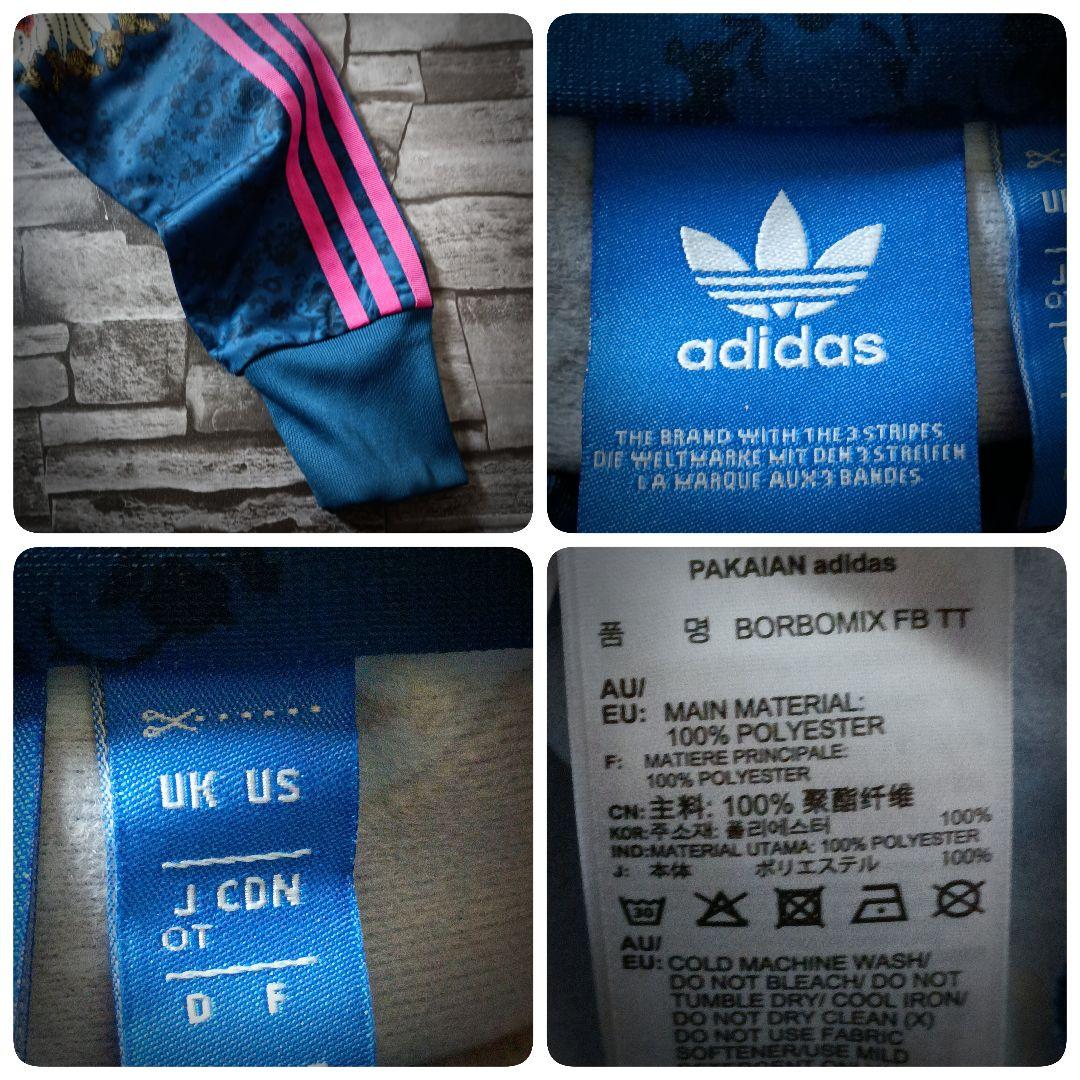 adidas
THE BRAND WITH THE 3 STRIPES
DIE WELTMARKE MIT DEN 3 STREIFEN
LA MARQUE AUX 3 BANDES
UK US
J CDN
OT
D F
PAKAIAN adidas
품 명 BORBOMIX FB TT
AU/
EU: MAIN MATERIAL:
100% POLYESTER
F: MATIERE PRINCIPALE:
100% POLYESTER
CN: 主料: 100% 聚酯纤维
KOR: 주소재: 폴리에스터 100%
IND: MATERIAL UTAMA: 100% POLYESTER
J: 本体 ポリエステル 100%
30
AU/
EU: COLD MACHINE WASH/
DO NOT BLEACH/ DO NOT
TUMBLE DRY/ COOL IRON/
DO NOT DRY CLEAN (X)
DO NOT USE FABRIC
SOFTENER/USE MILD